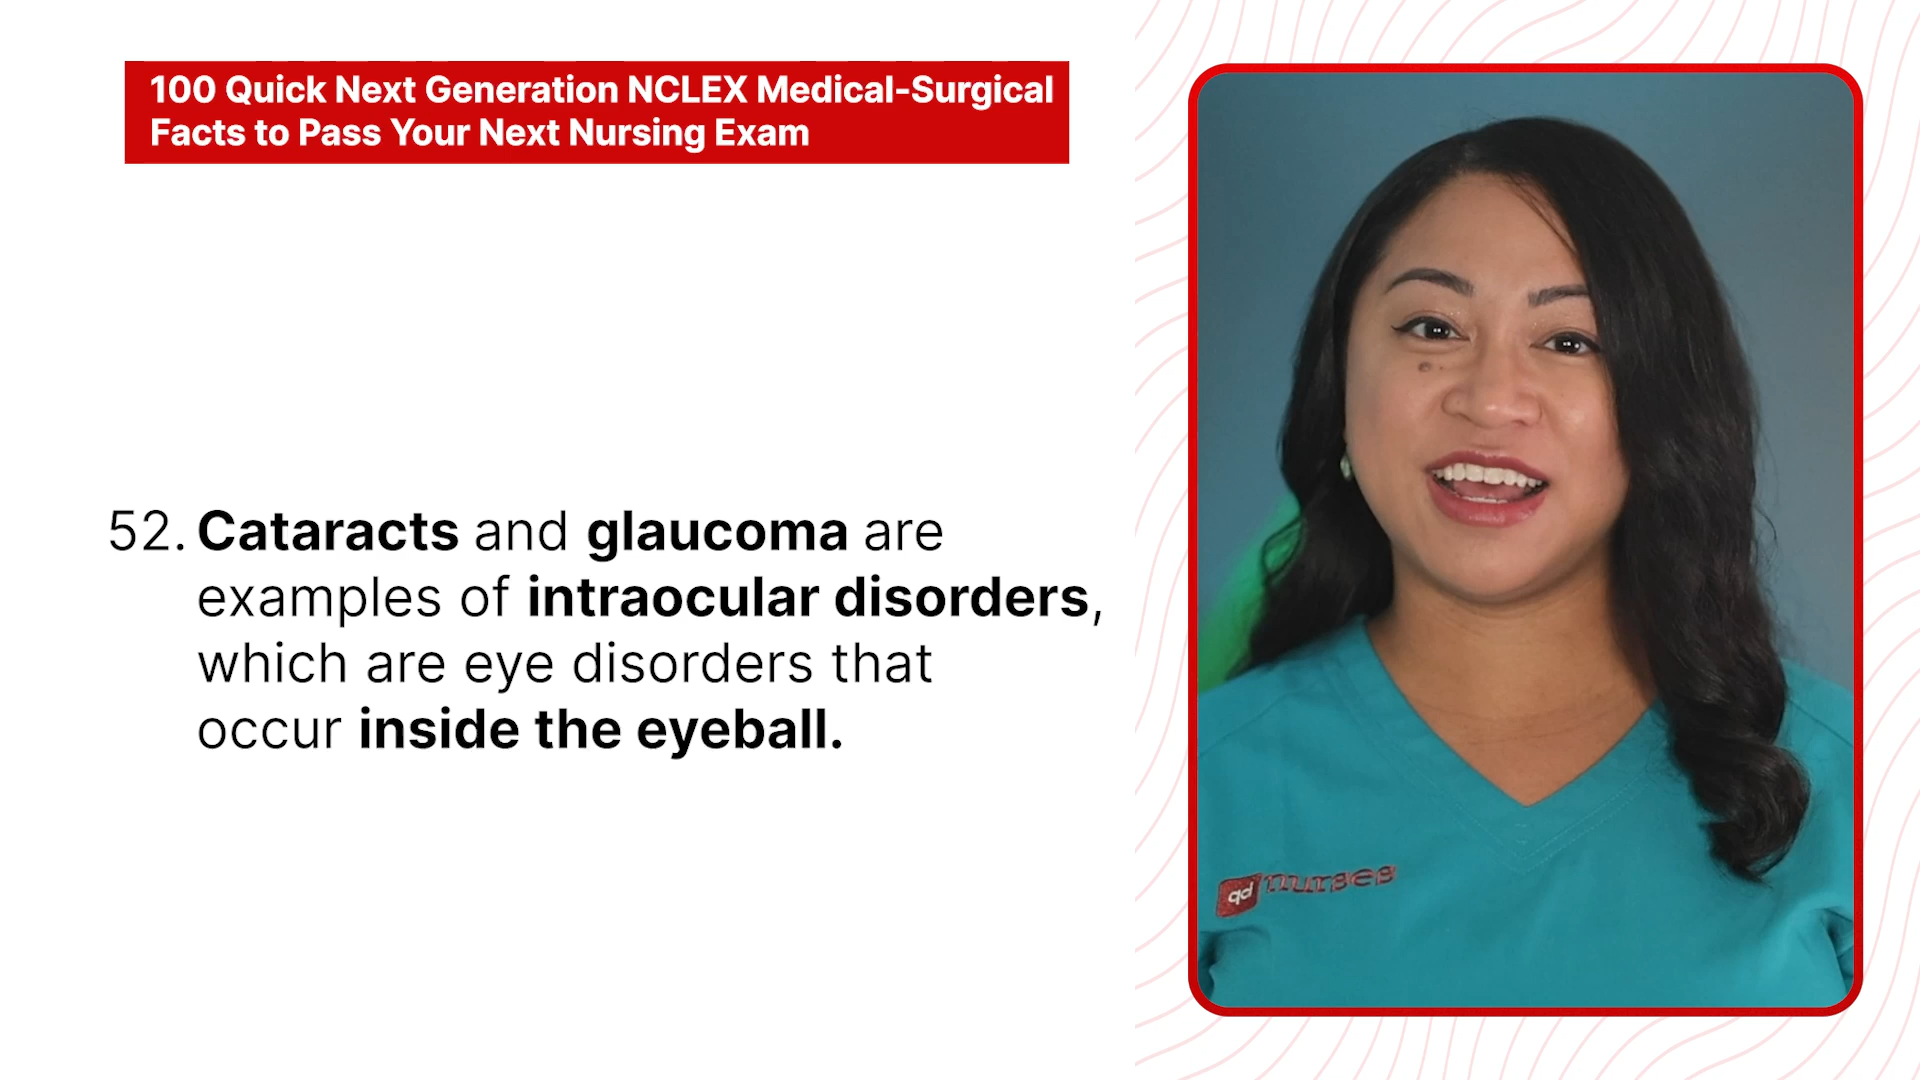 100 Quick Next Generation NCLEX Medical-Surgical
Facts to Pass Your Next Nursing Exam
52. Cataracts and glaucoma are
examples of intraocular disorders,
which are eye disorders that
occur inside the eyeball.
qd nurses